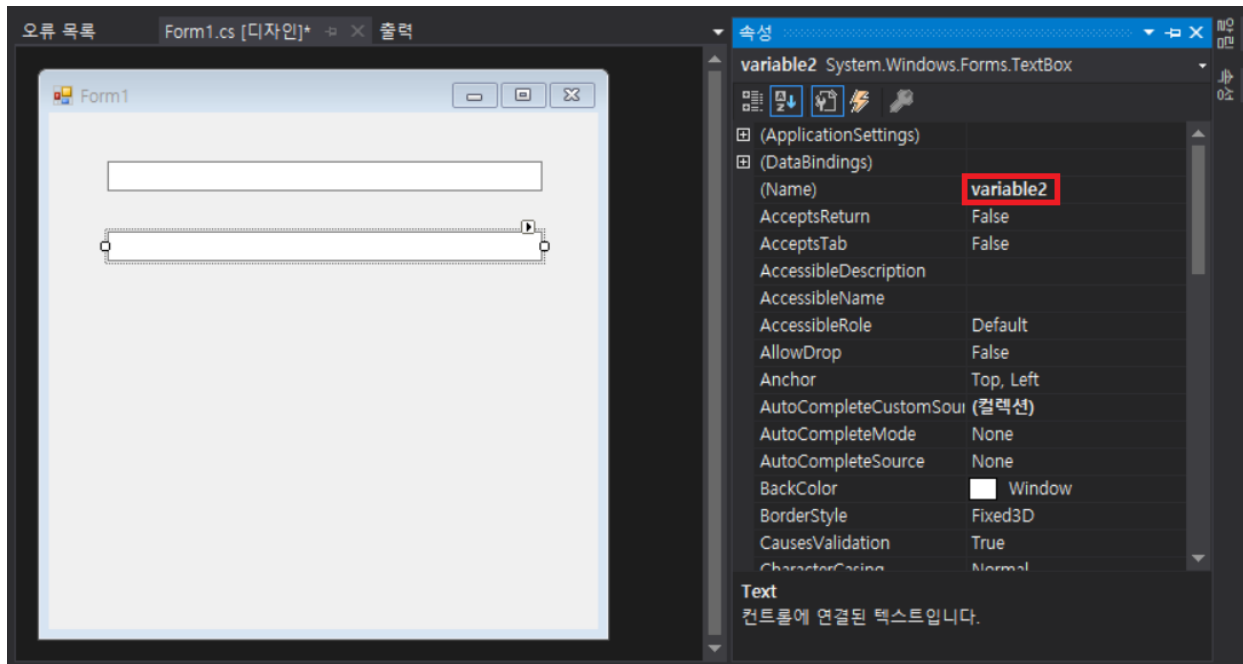 오류 목록 Form1.cs [디자인]* 출력
Form1
속성
variable2 System.Windows.Forms.TextBox
(ApplicationSettings)
(DataBindings)
(Name) variable2
AcceptsReturn False
AcceptsTab False
AccessibleDescription
AccessibleName
AccessibleRole Default
AllowDrop False
Anchor Top, Left
AutoCompleteCustomSour (컬렉션)
AutoCompleteMode None
AutoCompleteSource None
BackColor Window
BorderStyle Fixed3D
CausesValidation True
CharacterCasing Normal
Text
컨트롤에 연결된 텍스트입니다.